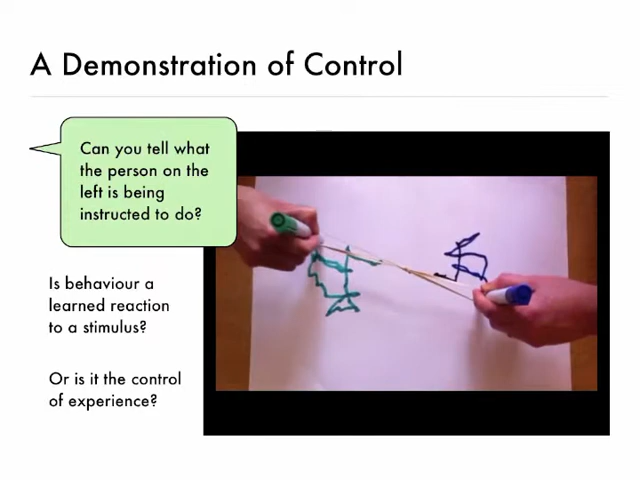 A Demonstration of Control
Can you tell what
the person on the
left is being
instructed to do?
Is behaviour a
learned reaction
to a stimulus?
Or is it the control
of experience?